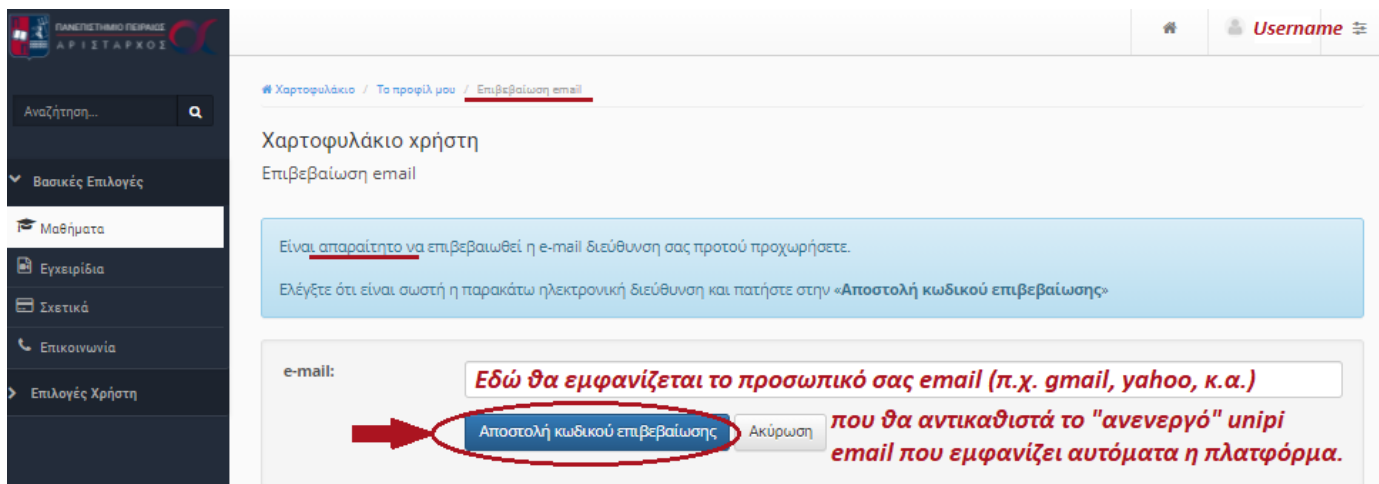 ΠΑΝΕΠΙΣΤΗΜΙΟ ΠΕΙΡΑΙΩΣ
ΑΡΙΣΤΑΡΧΟΣ
Username
Αναζήτηση...
Χαρτοφυλάκιο / Το προφίλ μου / Επιβεβαίωση email
Χαρτοφυλάκιο χρήστη
Επιβεβαίωση email
Βασικές Επιλογές
Μαθήματα
Εγχειρίδια
Σχετικά
Επικοινωνία
Επιλογές Χρήστη
Είναι απαραίτητο να επιβεβαιωθεί η e-mail διεύθυνση σας προτού προχωρήσετε.
Ελέγξτε ότι είναι σωστή η παρακάτω ηλεκτρονική διεύθυνση και πατήστε στην «Αποστολή κωδικού επιβεβαίωσης»
e-mail:
Εδώ θα εμφανίζεται το προσωπικό σας email (π.χ. gmail, yahoo, κ.α.)
Αποστολή κωδικού επιβεβαίωσης Ακύρωση
που θα αντικαθιστά το "ανενεργό" unipi
email που εμφανίζει αυτόματα η πλατφόρμα.